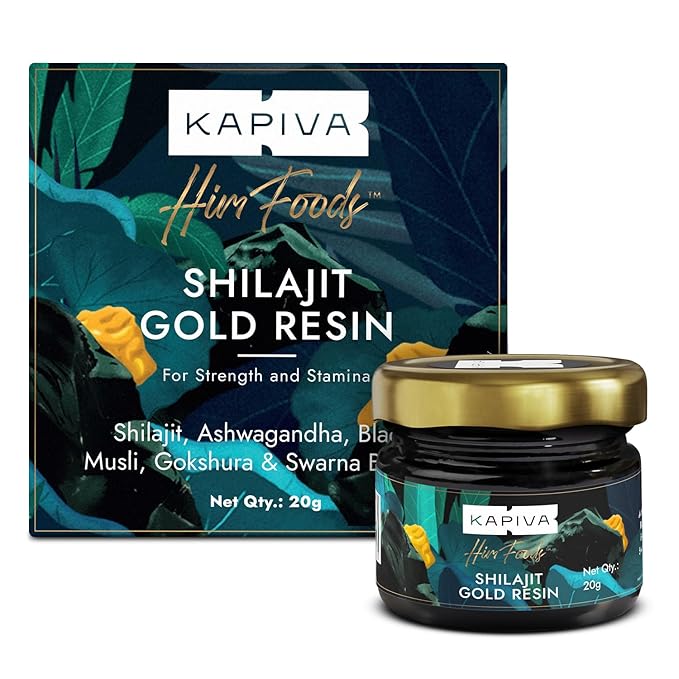 KAPIVA
Him Foods™
SHILAJIT
GOLD RESIN
For Strength and Stamina
Shilajit, Ashwagandha,
Musli, Gokshura & Swarna
Net Qty.: 20g
KAPIVA
Him Foods
SHILAJIT
GOLD RESIN
Net Qty.:
20g